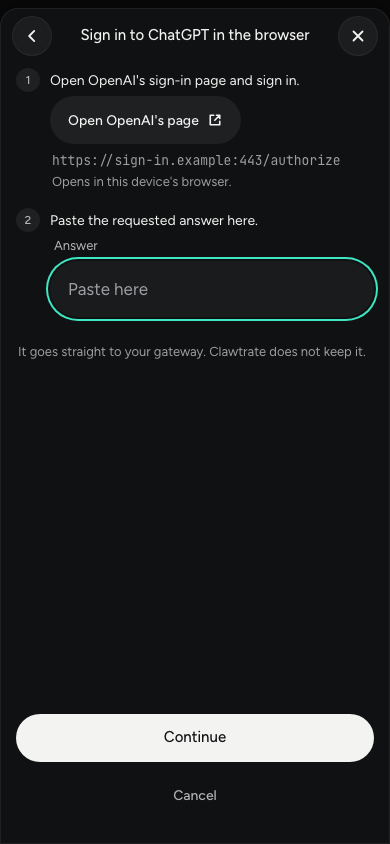 Sign in to ChatGPT in the browser
1 Open OpenAI's sign-in page and sign in.
Open OpenAI's page
https://sign-in.example:443/authorize
Opens in this device's browser.
2 Paste the requested answer here.
Answer
Paste here
It goes straight to your gateway. Clawtrate does not keep it.
Continue
Cancel